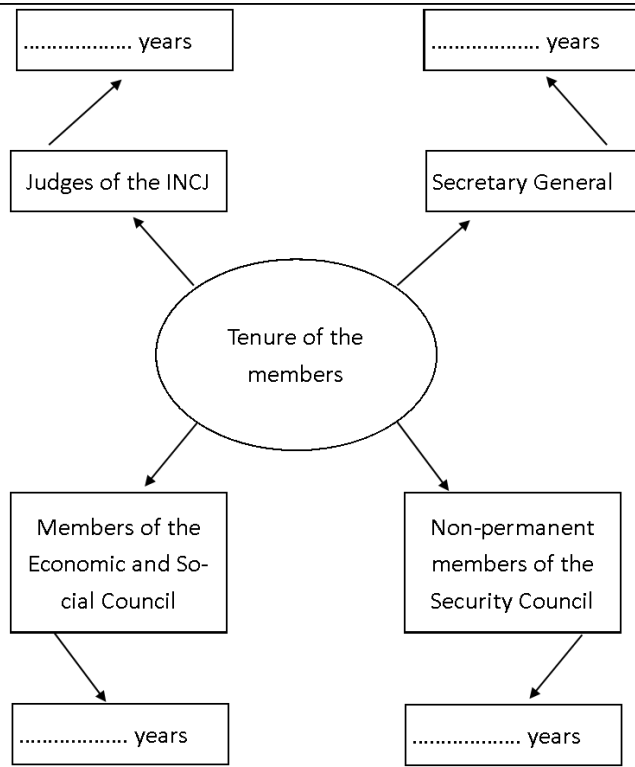 ................... years
................... years
Judges of the INCJ
Secretary General
Tenure of the
members
Members of the
Economic and So-
cial Council
Non-permanent
members of the
Security Council
................... years
................... years